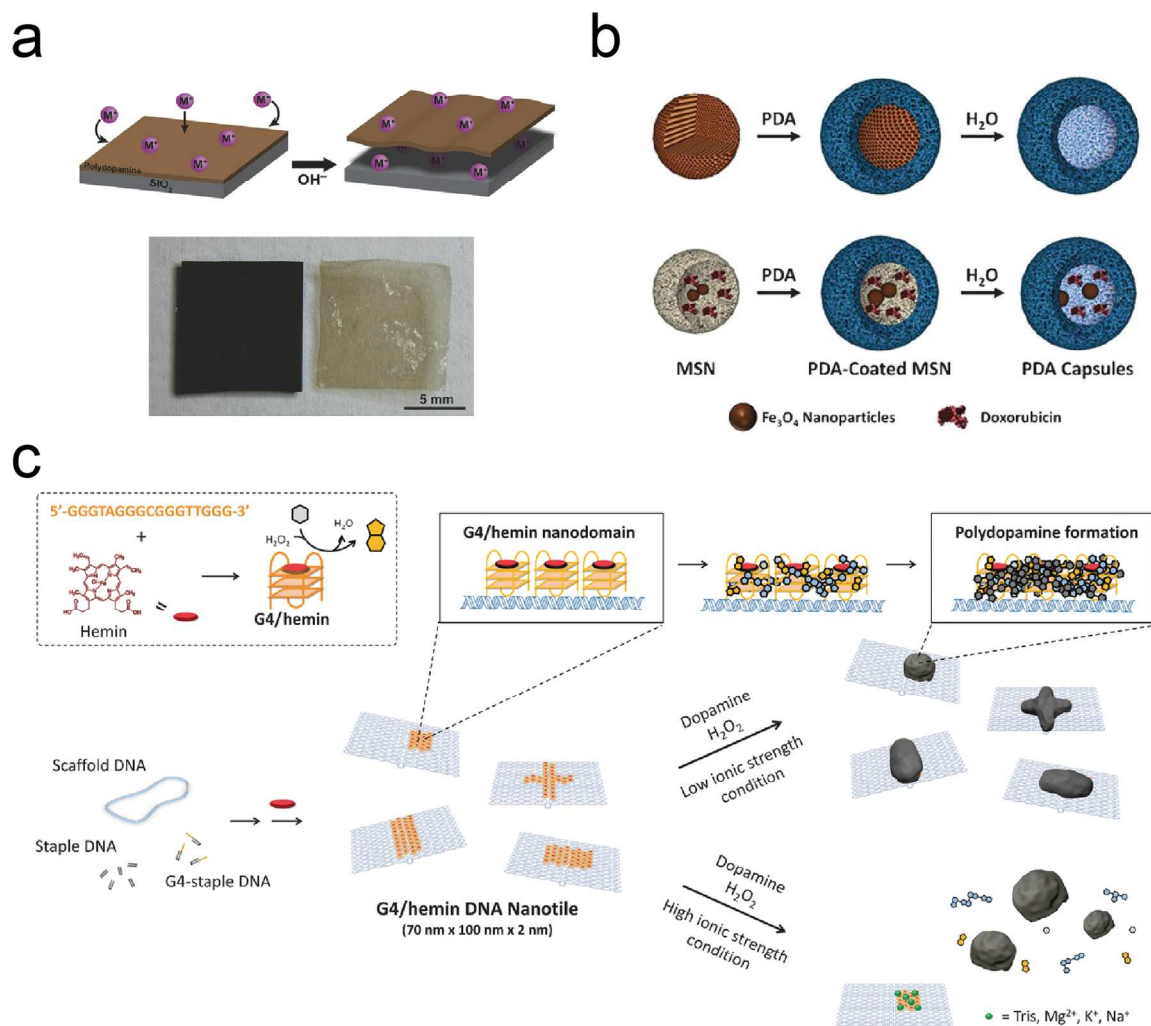 a
M⁺ M⁺ M⁺
M⁺ M⁺
M⁺ M⁺
Polydopamine
SiO₂
OH⁻
M⁺ M⁺
M⁺ M⁺
M⁺ M⁺
M⁺ M⁺
5 mm
b
PDA H₂O
PDA H₂O
MSN PDA-Coated MSN PDA Capsules
Fe₃O₄ Nanoparticles Doxorubicin
c
5'-GGGTAGGGCGGGTTGGG-3'
+
H₂O₂ H₂O
Hemin
=
G4/hemin
G4/hemin nanodomain
Polydopamine formation
Scaffold DNA
Staple DNA
G4-staple DNA
G4/hemin DNA Nanotile
(70 nm x 100 nm x 2 nm)
Dopamine
H₂O₂
Low ionic strength
condition
Dopamine
H₂O₂
High ionic strength
condition
= Tris, Mg²⁺, K⁺, Na⁺